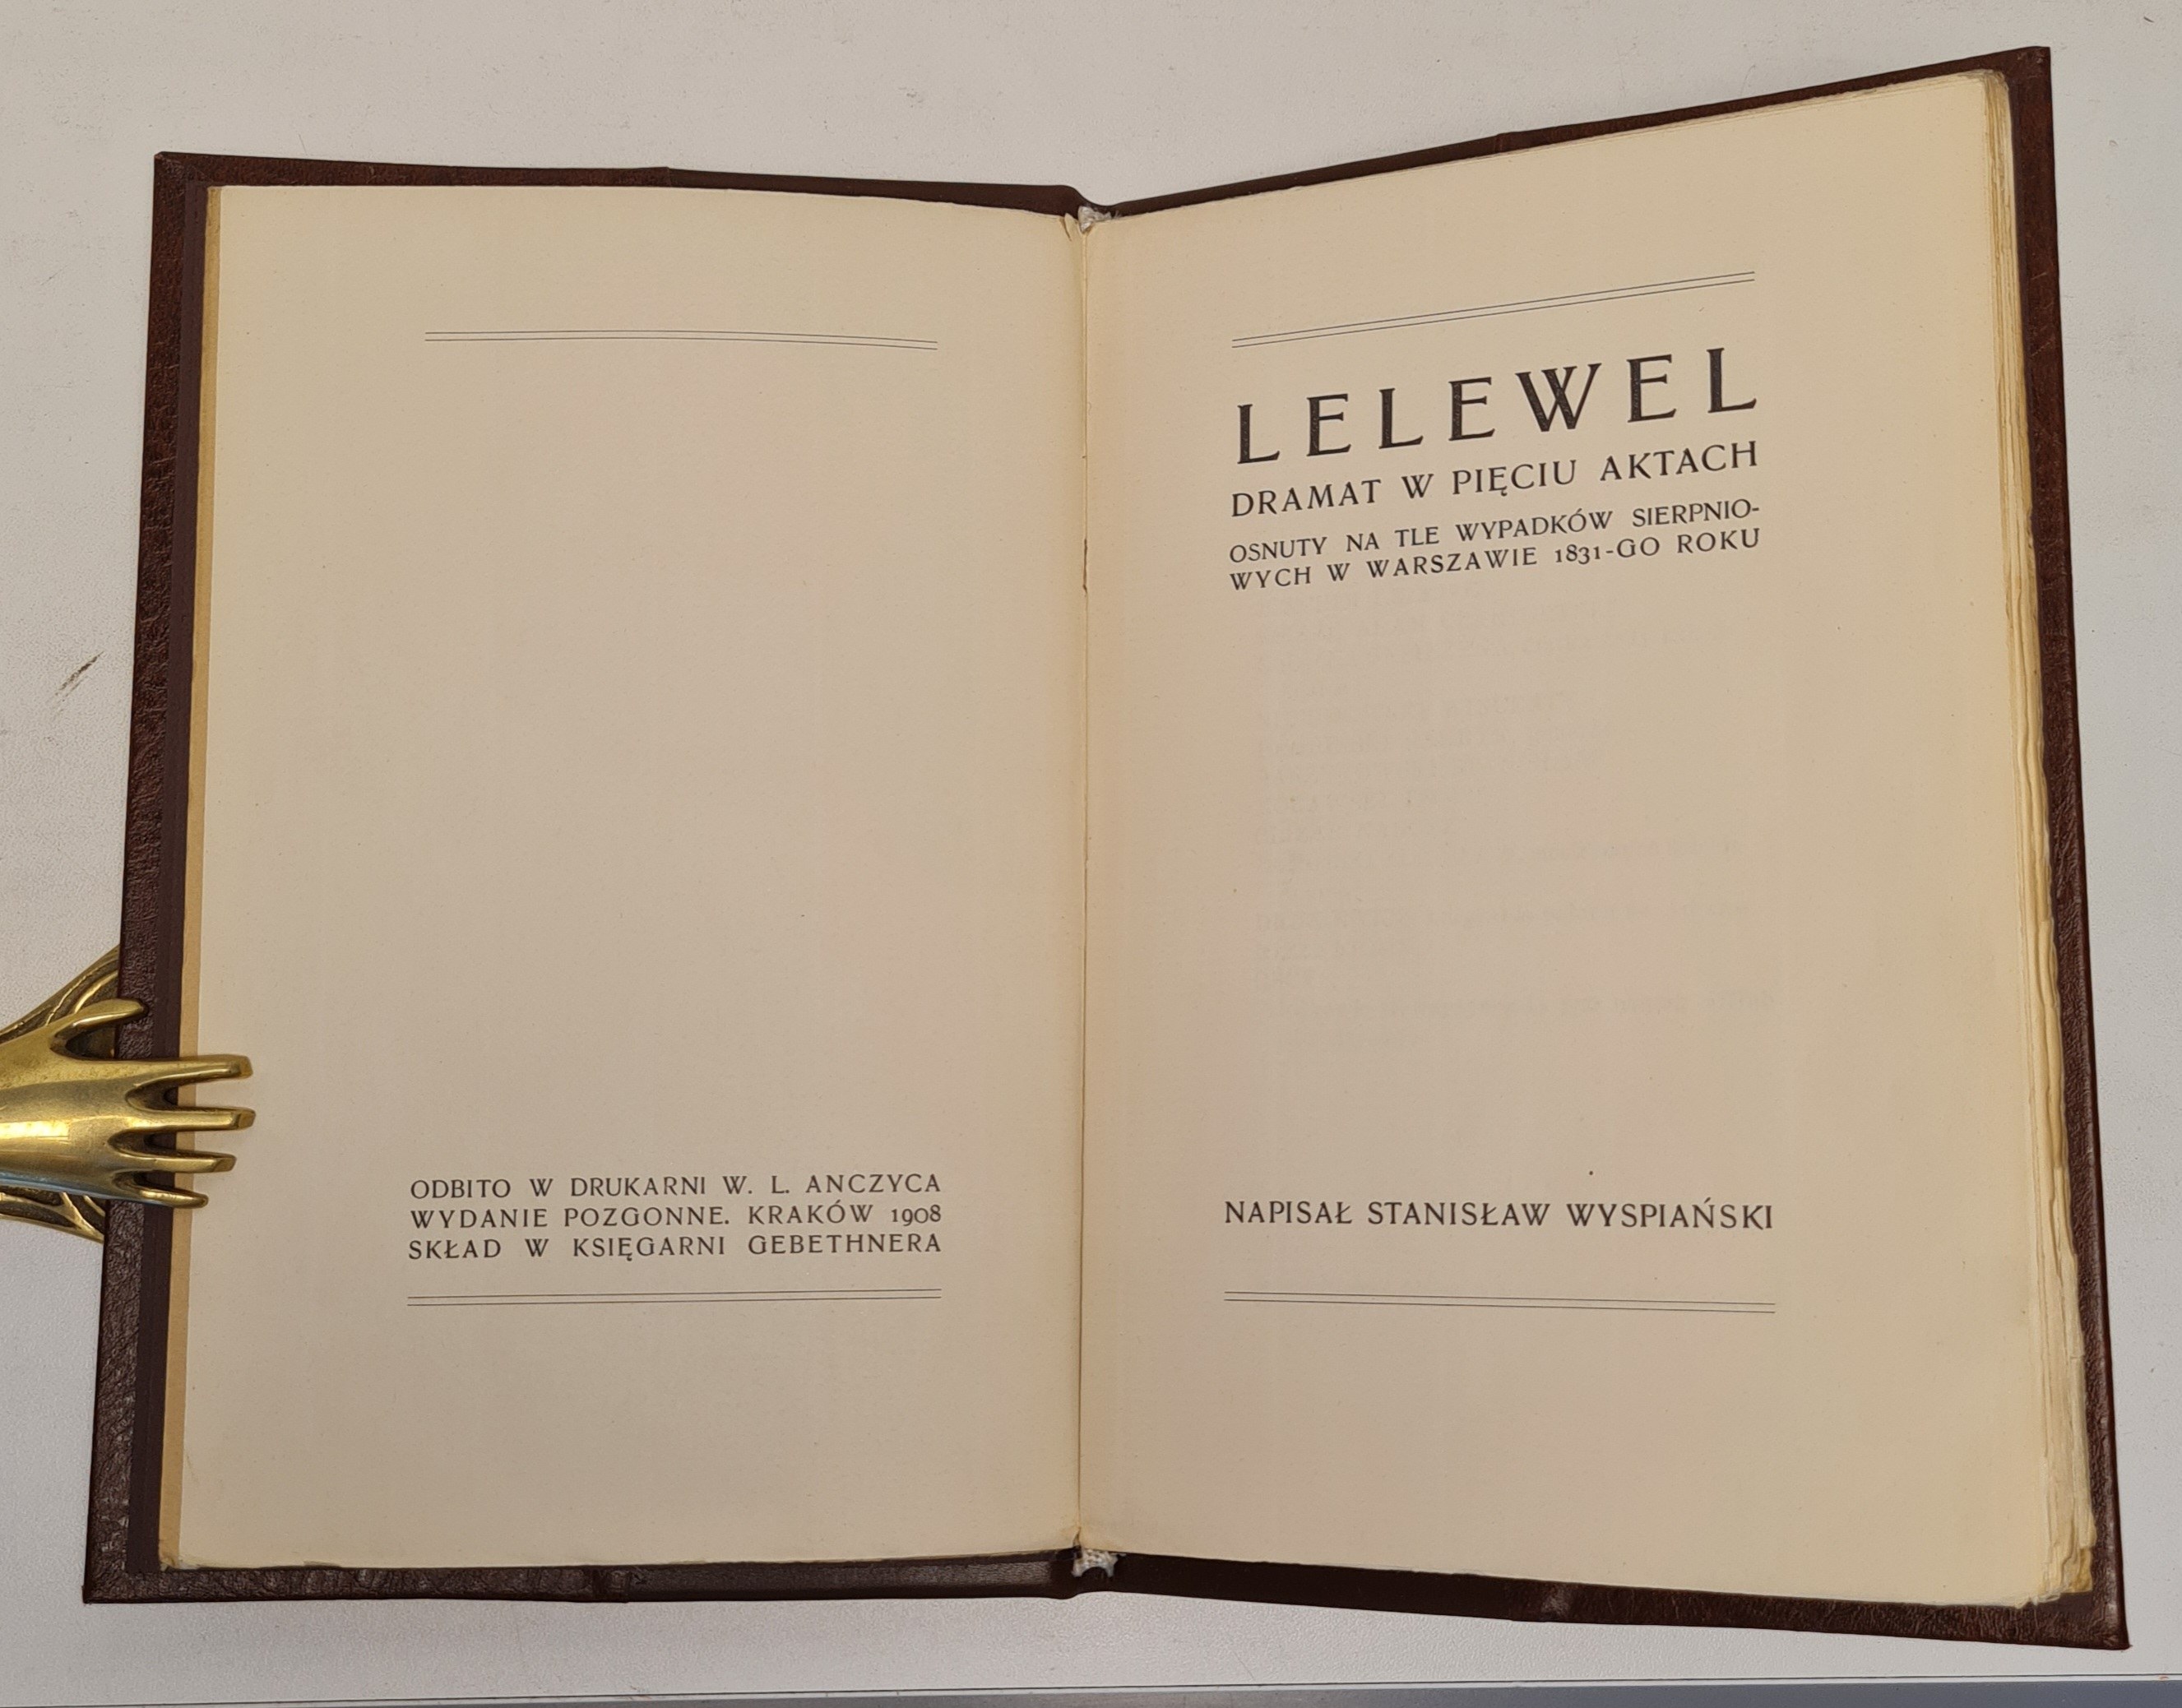 ODBITO W DRUKARNI W. L. ANCZYCA
WYDANIE POZGONNE. KRAKÓW 1908
SKŁAD W KSIĘGARNI GEBETHNERA
LELEWEL
DRAMAT W PIĘCIU AKTACH
OSNUTY NA TLE WYPADKÓW SIERPNIO-
WYCH W WARSZAWIE 1831-GO ROKU
NAPISAŁ STANISŁAW WYSPIAŃSKI